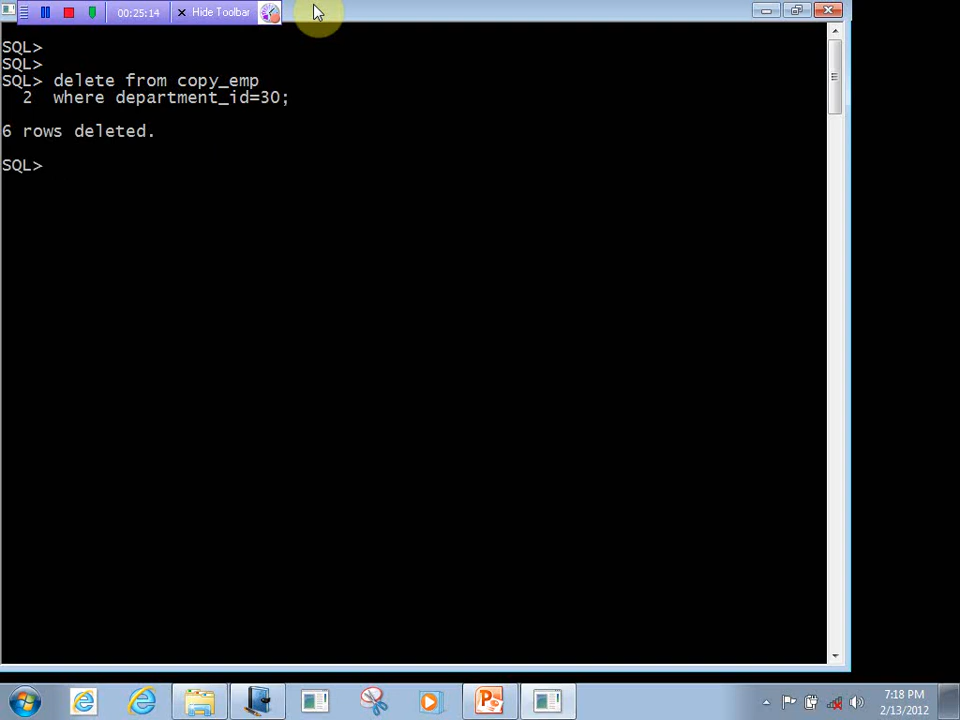 00:25:14 × Hide Toolbar
SQL>
SQL>
SQL> delete from copy_emp
2 where department_id=30;
6 rows deleted.
SQL>
7:18 PM
2/13/2012